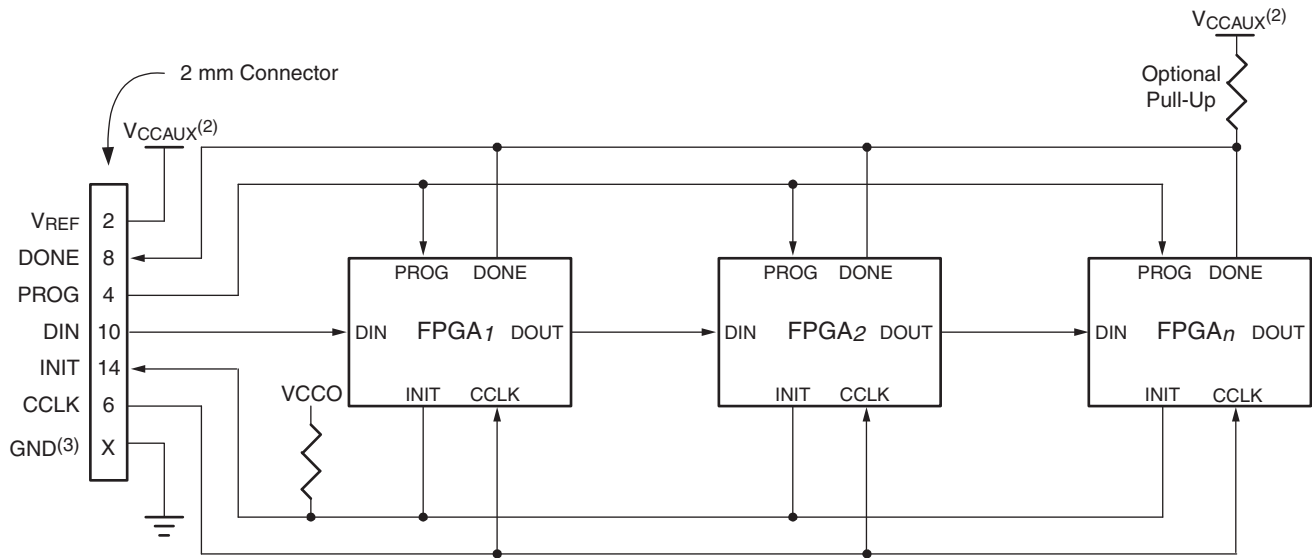 VCCAUX(2)
2 mm Connector
Optional
Pull-Up
VCCAUX(2)
VREF 2
DONE 8
PROG 4
DIN 10
INIT 14
CCLK 6
GND(3) X
VCCO
PROG DONE
DIN FPGA1 DOUT
INIT CCLK
PROG DONE
DIN FPGA2 DOUT
INIT CCLK
PROG DONE
DIN FPGAn DOUT
INIT CCLK